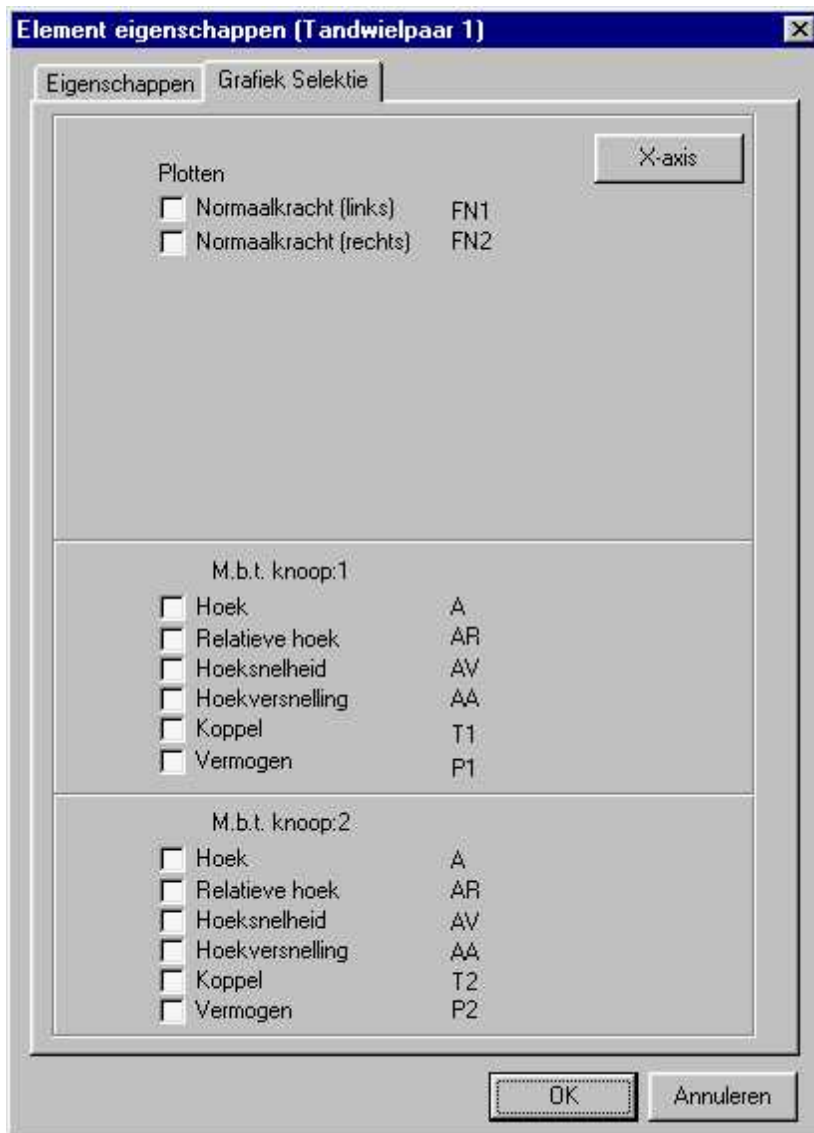 Element eigenschappen (Tandwielpaar 1)
Eigenschappen Grafiek Selektie
X-axis
Plotten
Normaalkracht (links) FN1
Normaalkracht (rechts) FN2
M.b.t. knoop:1
Hoek A
Relatieve hoek AR
Hoeksnelheid AV
Hoekversnelling AA
Koppel T1
Vermogen P1
M.b.t. knoop:2
Hoek A
Relatieve hoek AR
Hoeksnelheid AV
Hoekversnelling AA
Koppel T2
Vermogen P2
OK Annuleren